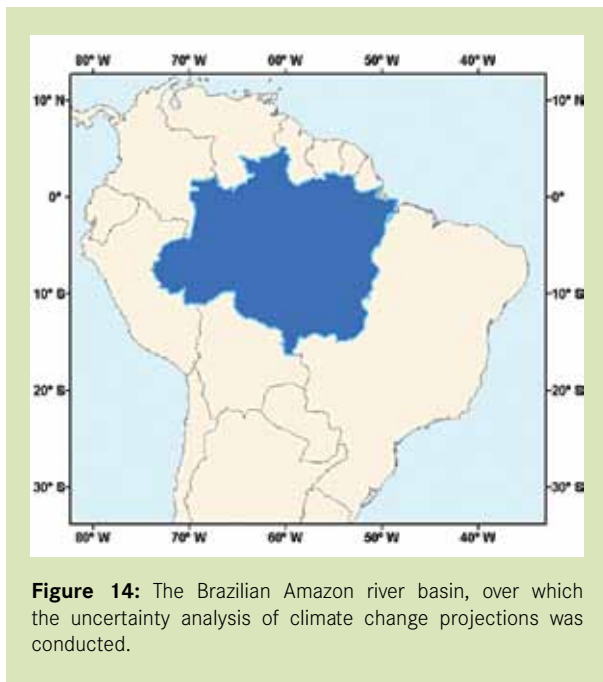 80° W 70° W 60° W 50° W 40° W
10° N 10° N
0° 0°
10° S 10° S
20° S 20° S
30° S 30° S
80° W 70° W 60° W 50° W 40° W
Figure 14: The Brazilian Amazon river basin, over which
the uncertainty analysis of climate change projections was
conducted.